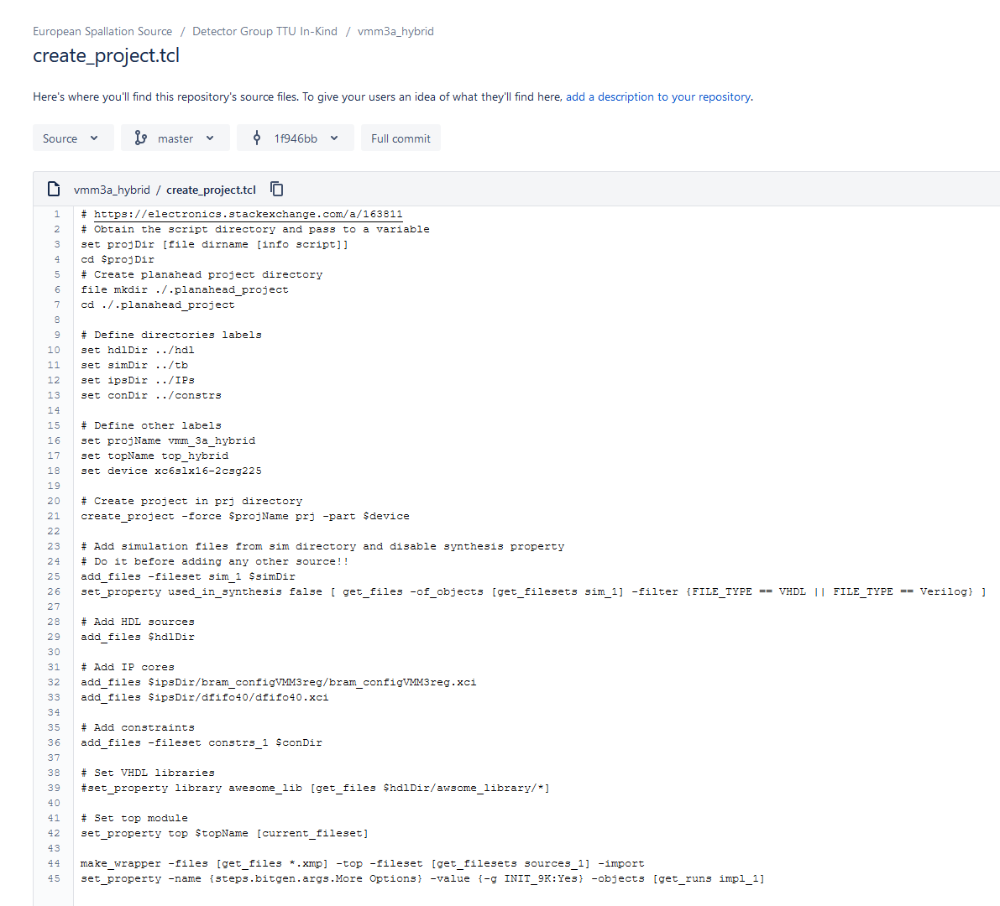 European Spallation Source / Detector Group TTU In-Kind / vmm3a_hybrid
create_project.tcl
Here's where you'll find this repository's source files. To give your users an idea of what they'll find here, add a description to your repository.
Source master 1f946bb Full commit
vmm3a_hybrid / create_project.tcl
1 # https://electronics.stackexchange.com/a/163811
2 # Obtain the script directory and pass to a variable
3 set projDir [file dirname [info script]]
4 cd $projDir
5 # Create planahead project directory
6 file mkdir ./.planahead_project
7 cd ./.planahead_project
8
9 # Define directories labels
10 set hdlDir ../hdl
11 set simDir ../tb
12 set ipsDir ../IPs
13 set conDir ../constrs
14
15 # Define other labels
16 set projName vmm_3a_hybrid
17 set topName top_hybrid
18 set device xc6slx16-2csg225
19
20 # Create project in prj directory
21 create_project -force $projName prj -part $device
22
23 # Add simulation files from sim directory and disable synthesis property
24 # Do it before adding any other source!!
25 add_files -fileset sim_1 $simDir
26 set_property used_in_synthesis false [ get_files -of_objects [get_filesets sim_1] -filter {FILE_TYPE == VHDL || FILE_TYPE == Verilog} ]
27
28 # Add HDL sources
29 add_files $hdlDir
30
31 # Add IP cores
32 add_files $ipsDir/bram_configVMM3reg/bram_configVMM3reg.xci
33 add_files $ipsDir/dfifo40/dfifo40.xci
34
35 # Add constraints
36 add_files -fileset constrs_1 $conDir
37
38 # Set VHDL libraries
39 #set_property library awesome_lib [get_files $hdlDir/awsome_library/*]
40
41 # Set top module
42 set_property top $topName [current_fileset]
43
44 make_wrapper -files [get_files *.xmp] -top -fileset [get_filesets sources_1] -import
45 set_property -name {steps.bitgen.args.More Options} -value {-g INIT_9K:Yes} -objects [get_runs impl_1]